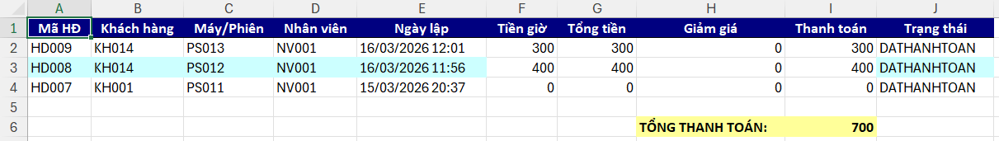 A B C D E F G H I J
1 Mã HĐ Khách hàng Máy/Phiên Nhân viên Ngày lập Tiền giờ Tổng tiền Giảm giá Thanh toán Trạng thái
2 HD009 KH014 PS013 NV001 16/03/2026 12:01 300 300 0 300 DATHANHTOAN
3 HD008 KH014 PS012 NV001 16/03/2026 11:56 400 400 0 400 DATHANHTOAN
4 HD007 KH001 PS011 NV001 15/03/2026 20:37 0 0 0 0 DATHANHTOAN
5
6 TỔNG THANH TOÁN: 700